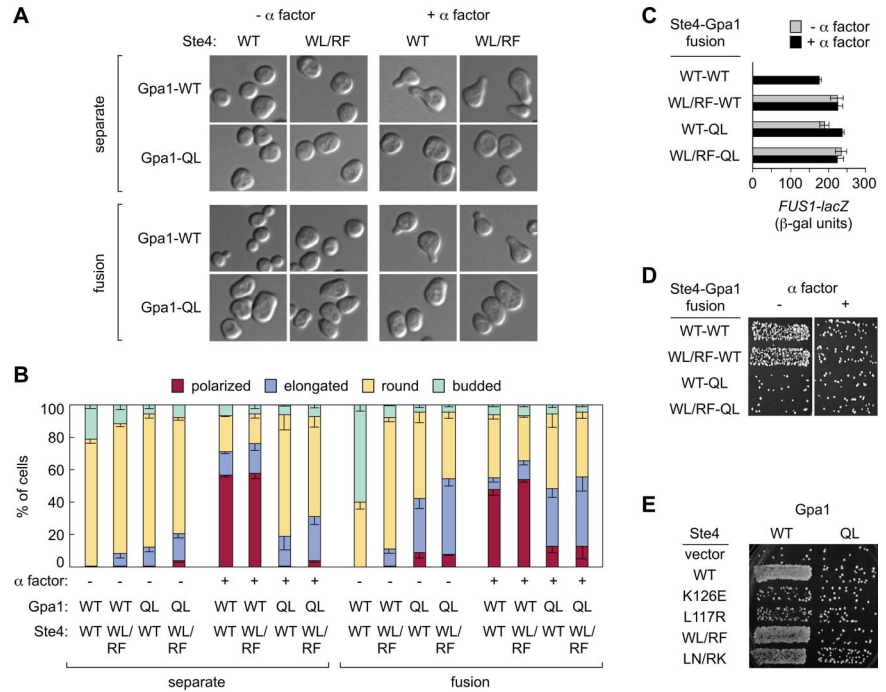 A
- α factor
+ α factor
Ste4: WT WL/RF WT WL/RF
separate
Gpa1-WT
Gpa1-QL
fusion
Gpa1-WT
Gpa1-QL
B
polarized elongated round budded
% of cells
100
80
60
40
20
0
α factor: - - - - + + + + - - - - + + + +
Gpa1: WT WT QL QL WT WT QL QL WT WT QL QL WT WT QL QL
Ste4: WT WL/RF WT WL/RF WT WL/RF WT WL/RF WT WL/RF WT WL/RF WT WL/RF WT WL/RF
separate fusion
C
Ste4-Gpa1
fusion
- α factor
+ α factor
WT-WT
WL/RF-WT
WT-QL
WL/RF-QL
0 100 200 300
FUS1-lacZ
(β-gal units)
D
Ste4-Gpa1
fusion
α factor
- +
WT-WT
WL/RF-WT
WT-QL
WL/RF-QL
E
Gpa1
Ste4 WT QL
vector
WT
K126E
L117R
WL/RF
LN/RK